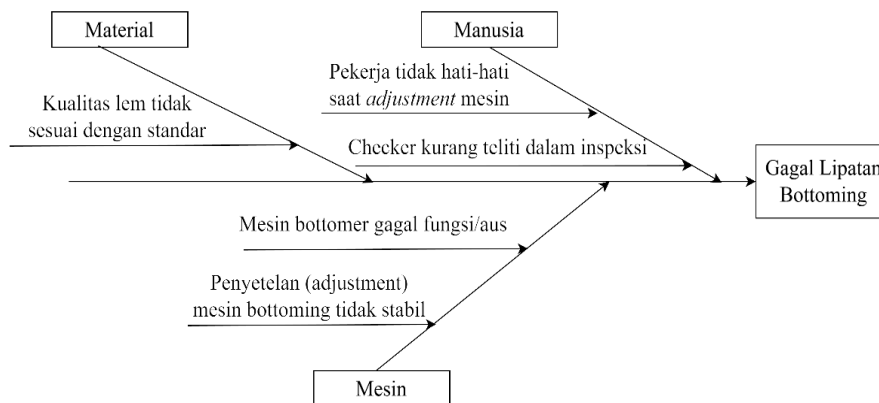 Material
Manusia
Pekerja tidak hati-hati
saat adjustment mesin
Kualitas lem tidak
sesuai dengan standar
Checker kurang teliti dalam inspeksi
Gagal Lipatan
Bottoming
Mesin bottomer gagal fungsi/aus
Penyetelan (adjustment)
mesin bottoming tidak stabil
Mesin